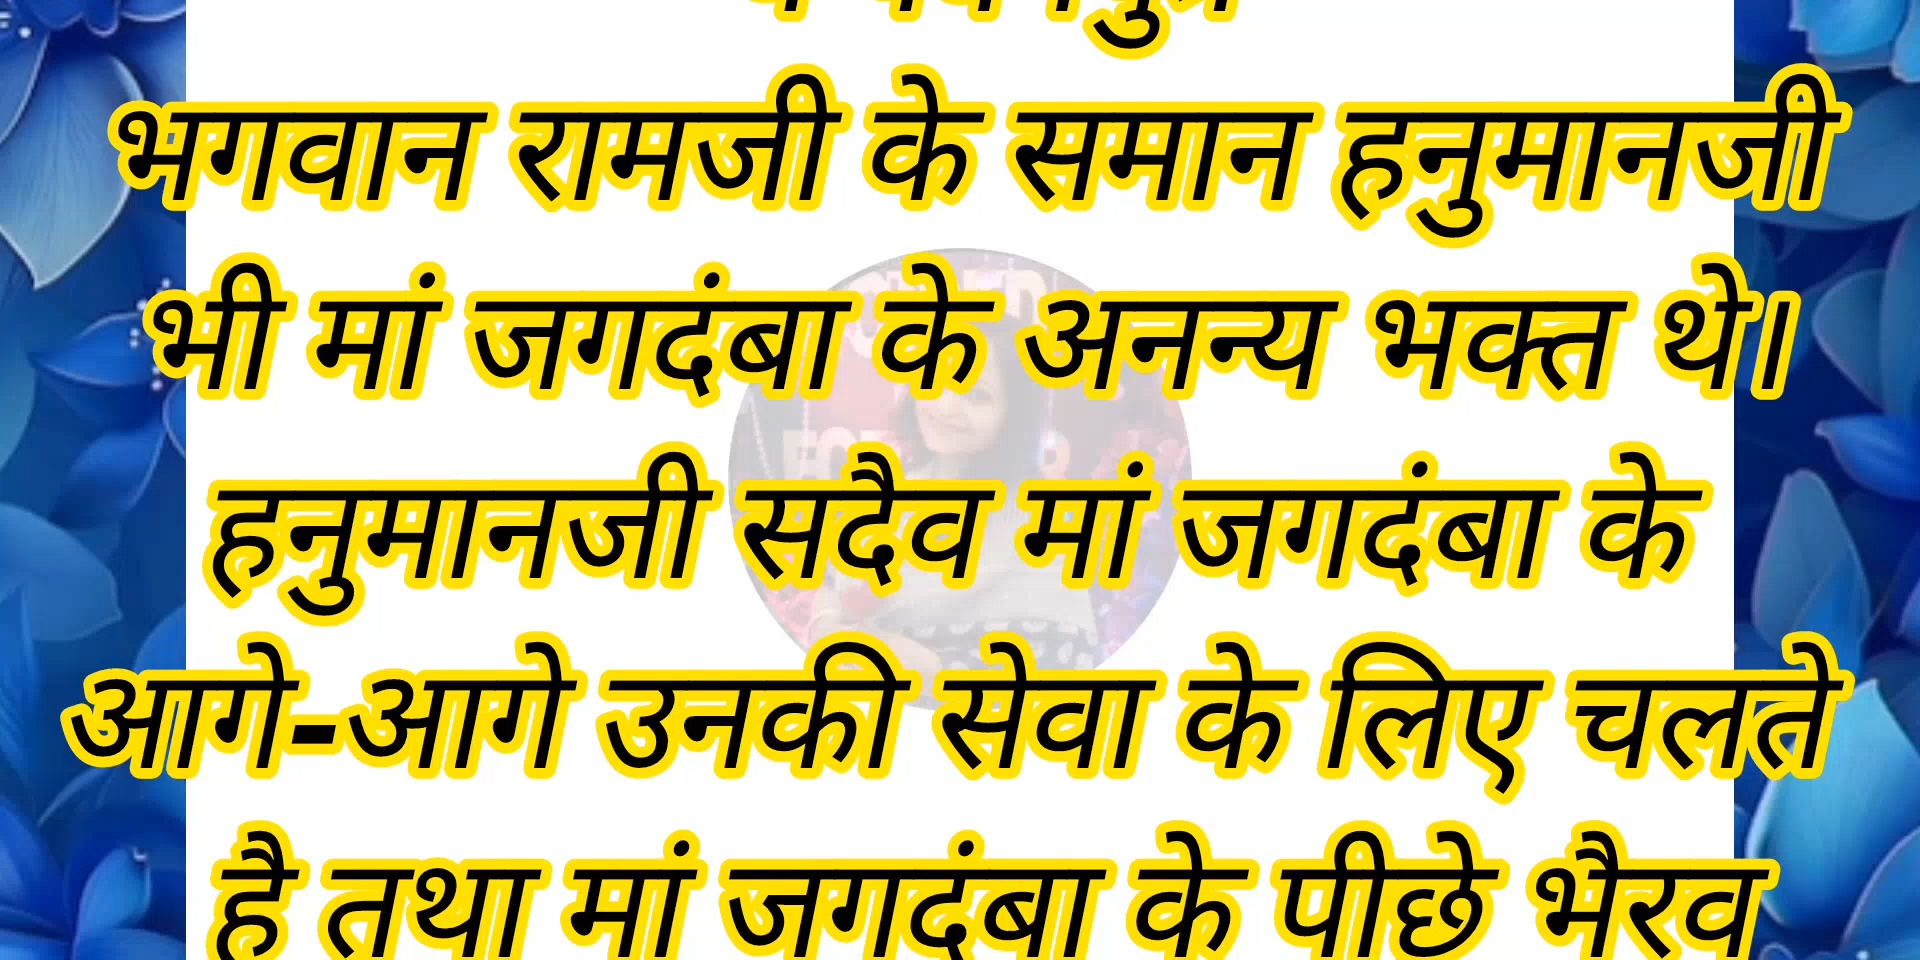 भगवान रामजी के समान हनुमानजी
भी मां जगदंबा के अनन्य भक्त थे।
हनुमानजी सदैव मां जगदंबा के
आगे-आगे उनकी सेवा के लिए चलते
है तथा मां जगदंबा के पीछे भैरव